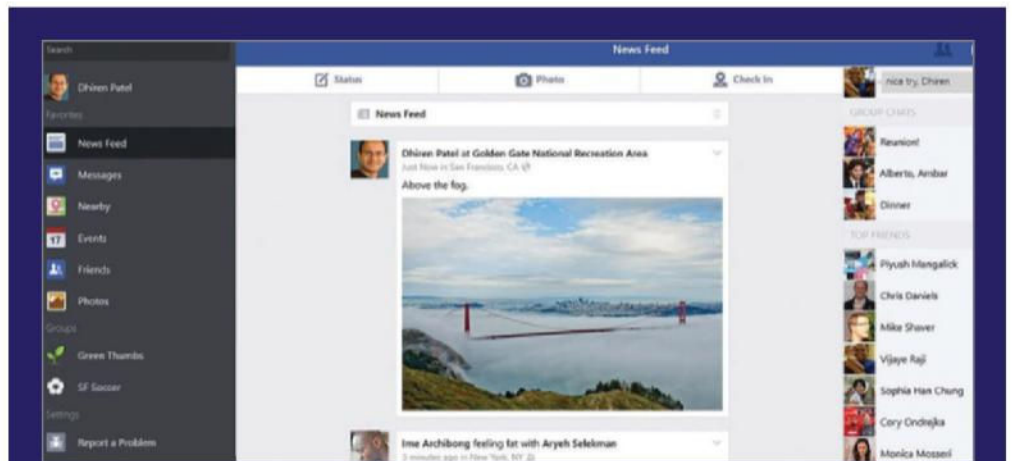 Search
Dhiren Patel
Favorites
News Feed
Messages
Nearby
17 Events
Friends
Photos
Groups
Green Thumbs
SF Soccer
Settings
Report a Problem
News Feed
Status
Photo
Check In
News Feed
Dhiren Patel at Golden Gate National Recreation Area
Just Now in San Francisco, CA
Above the fog.
Ime Archibong feeling fat with Aryeh Selekman
3 minutes ago in New York, NY
nice try, Dhiren
GROUP CHATS
Reunion!
Alberto, Ambar
Dinner
TOP FRIENDS
Piyush Mangalick
Chris Daniels
Mike Shaver
Vijaye Raji
Sophia Han Chung
Cory Ondrejka
Monica Mosseri